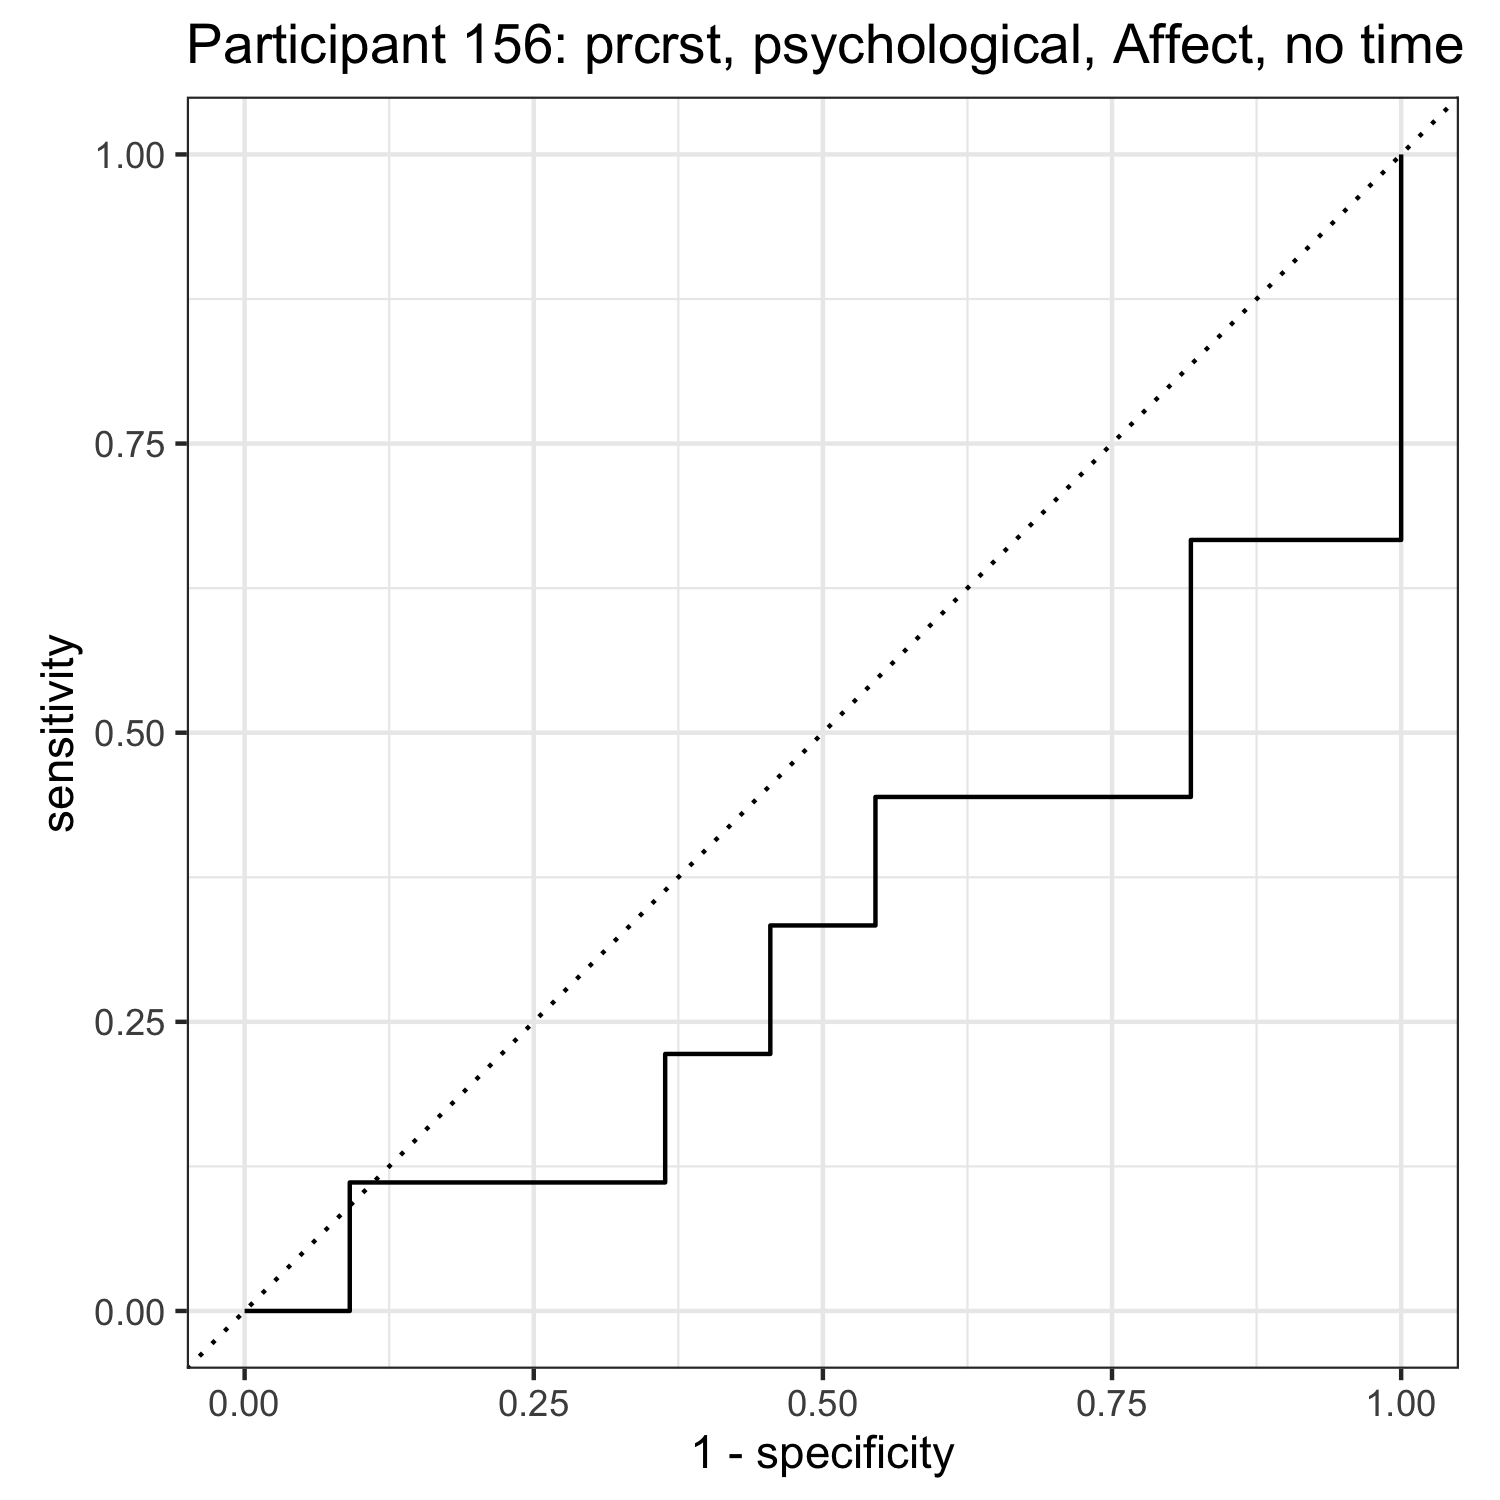 Participant 156: prcrst, psychological, Affect, no time
1.00
0.75
0.50
0.25
0.00
sensitivity
0.00 0.25 0.50 0.75 1.00
1 - specificity